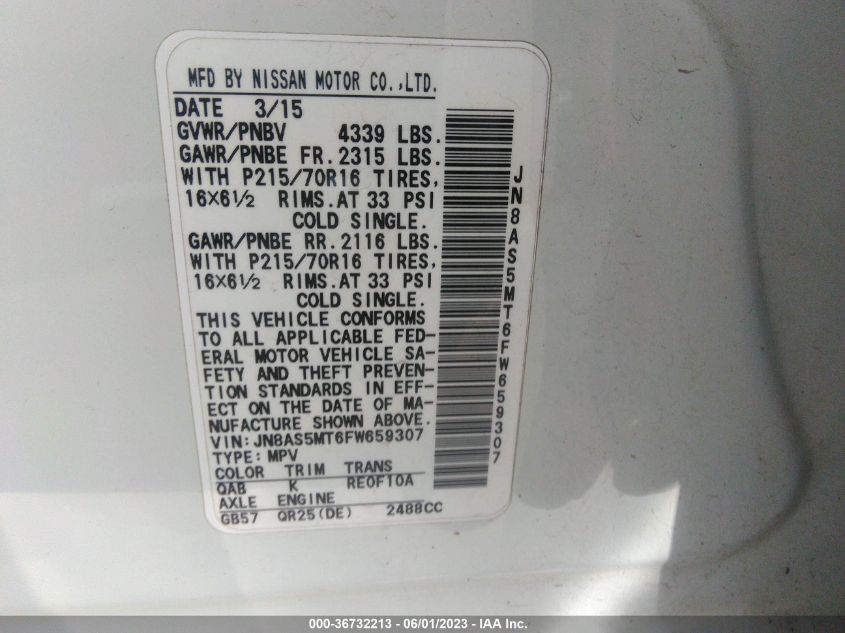 MFD BY NISSAN MOTOR CO.,LTD.
DATE 3/15
GVWR/PNBV 4339 LBS.
GAWR/PNBE FR. 2315 LBS.
WITH P215/70R16 TIRES,
16X6½ RIMS.AT 33 PSI
COLD SINGLE.
GAWR/PNBE RR. 2116 LBS.
WITH P215/70R16 TIRES,
16X6½ RIMS.AT 33 PSI
COLD SINGLE.
THIS VEHICLE CONFORMS
TO ALL APPLICABLE FED-
ERAL MOTOR VEHICLE SA-
FETY AND THEFT PREVEN-
TION STANDARDS IN EFF-
ECT ON THE DATE OF MA-
NUFACTURE SHOWN ABOVE.
VIN: JN8AS5MT6FW659307
TYPE: MPV
COLOR TRIM TRANS
QAB K RE0F10A
AXLE ENGINE
GB57 QR25(DE) 2488CC
JN8AS5MT6FW659307
000-36732213 - 06/01/2023 - IAA Inc.